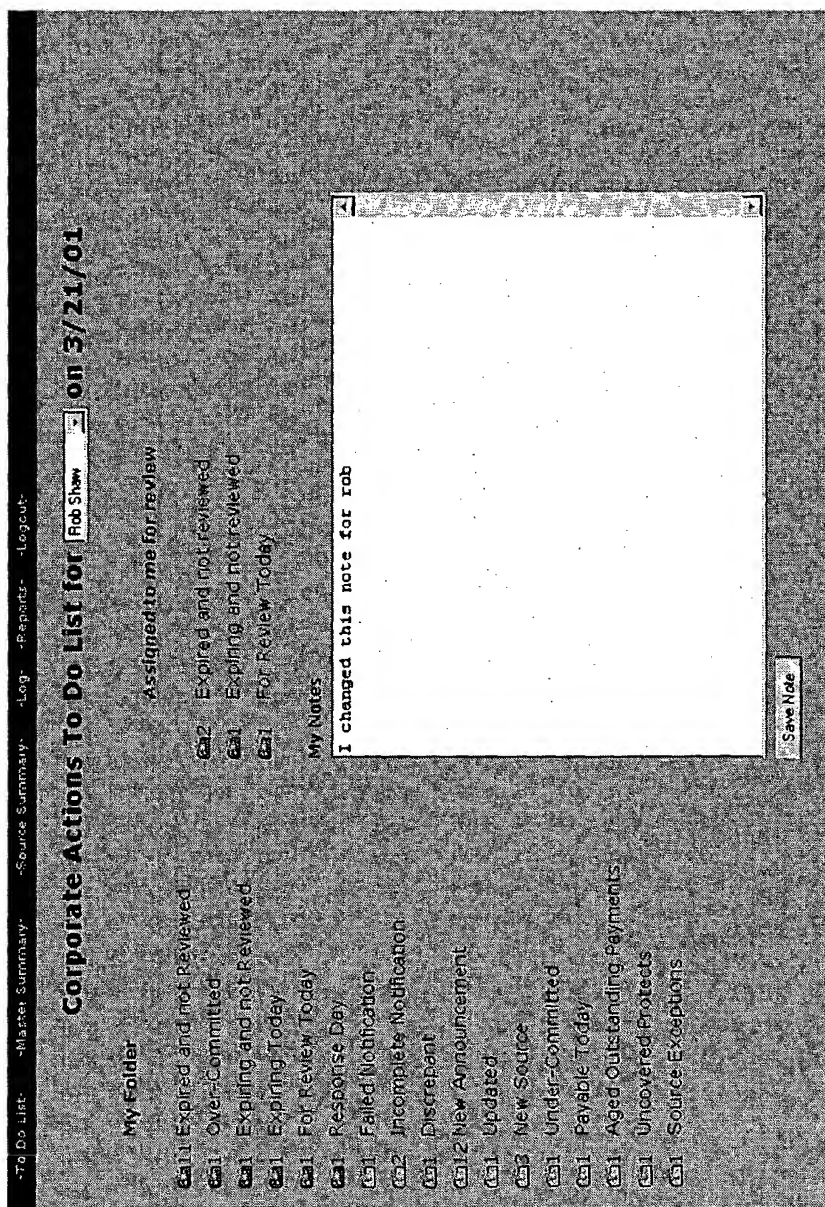 -To Do List- -Master Summary- -Source Summary- -Log- -Reports- -Logout-
Corporate Actions To Do List for Rob Shaw on 3/21/01
My Folder
11 Expired and not Reviewed
1 Over-Committed
1 Expiring and not Reviewed
1 Expiring Today
1 For Review Today
1 Response Day
1 Failed Notification
2 Incomplete Notification
1 Discrepant
12 New Announcement
1 Updated
3 New Source
1 Under-Committed
1 Payable Today
1 Aged Outstanding Payments
1 Uncovered Protects
1 Source Exceptions
Assigned to me for review
2 Expired and not reviewed
1 Expiring and not reviewed
1 For Review Today
My Notes
I changed this note for rob
Save Note